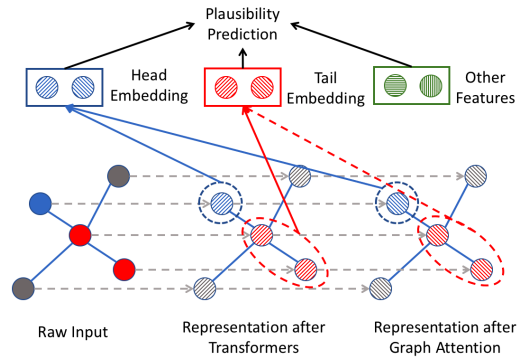 Plausibility
Prediction
Head
Embedding
Tail
Embedding
Other
Features
Raw Input
Representation after
Transformers
Representation after
Graph Attention